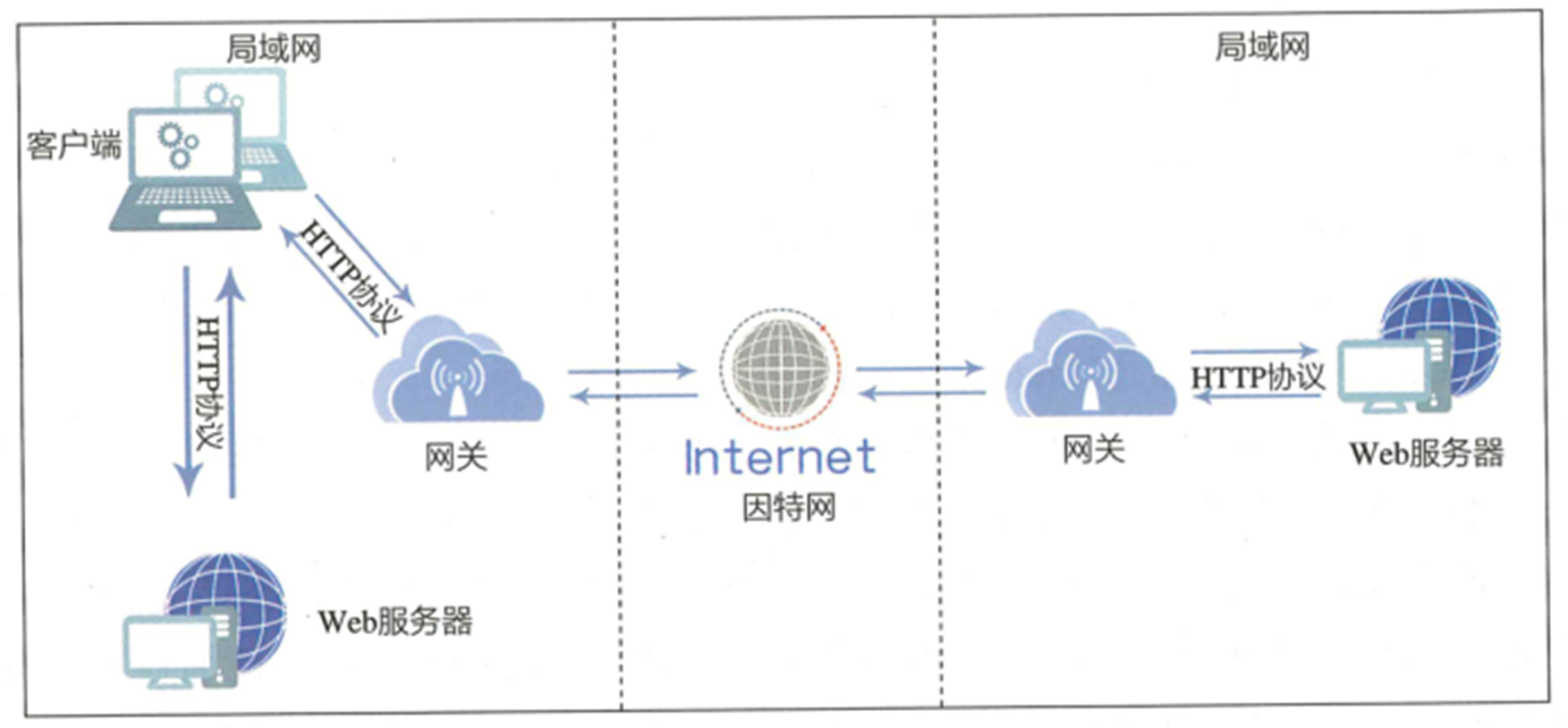 局域网
局域网
客户端
HTTP协议
HTTP协议
HTTP协议
网关
Internet
因特网
网关
Web服务器
Web服务器